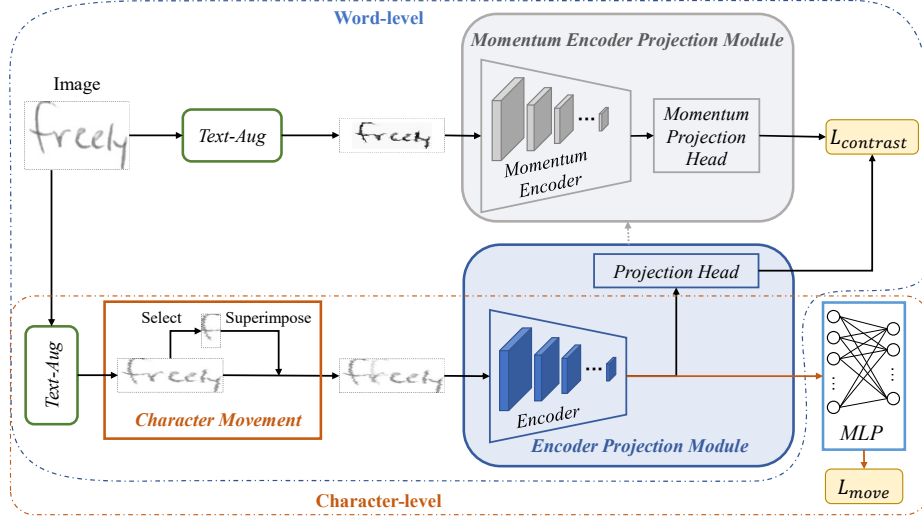 Word-level
Momentum Encoder Projection Module
Image
freely
Text-Aug
freely
Momentum
Encoder
Momentum
Projection
Head
L_contrast
Projection Head
Select
Superimpose
Text-Aug
f
freely
freely
Character Movement
Encoder
Encoder Projection Module
MLP
L_move
Character-level